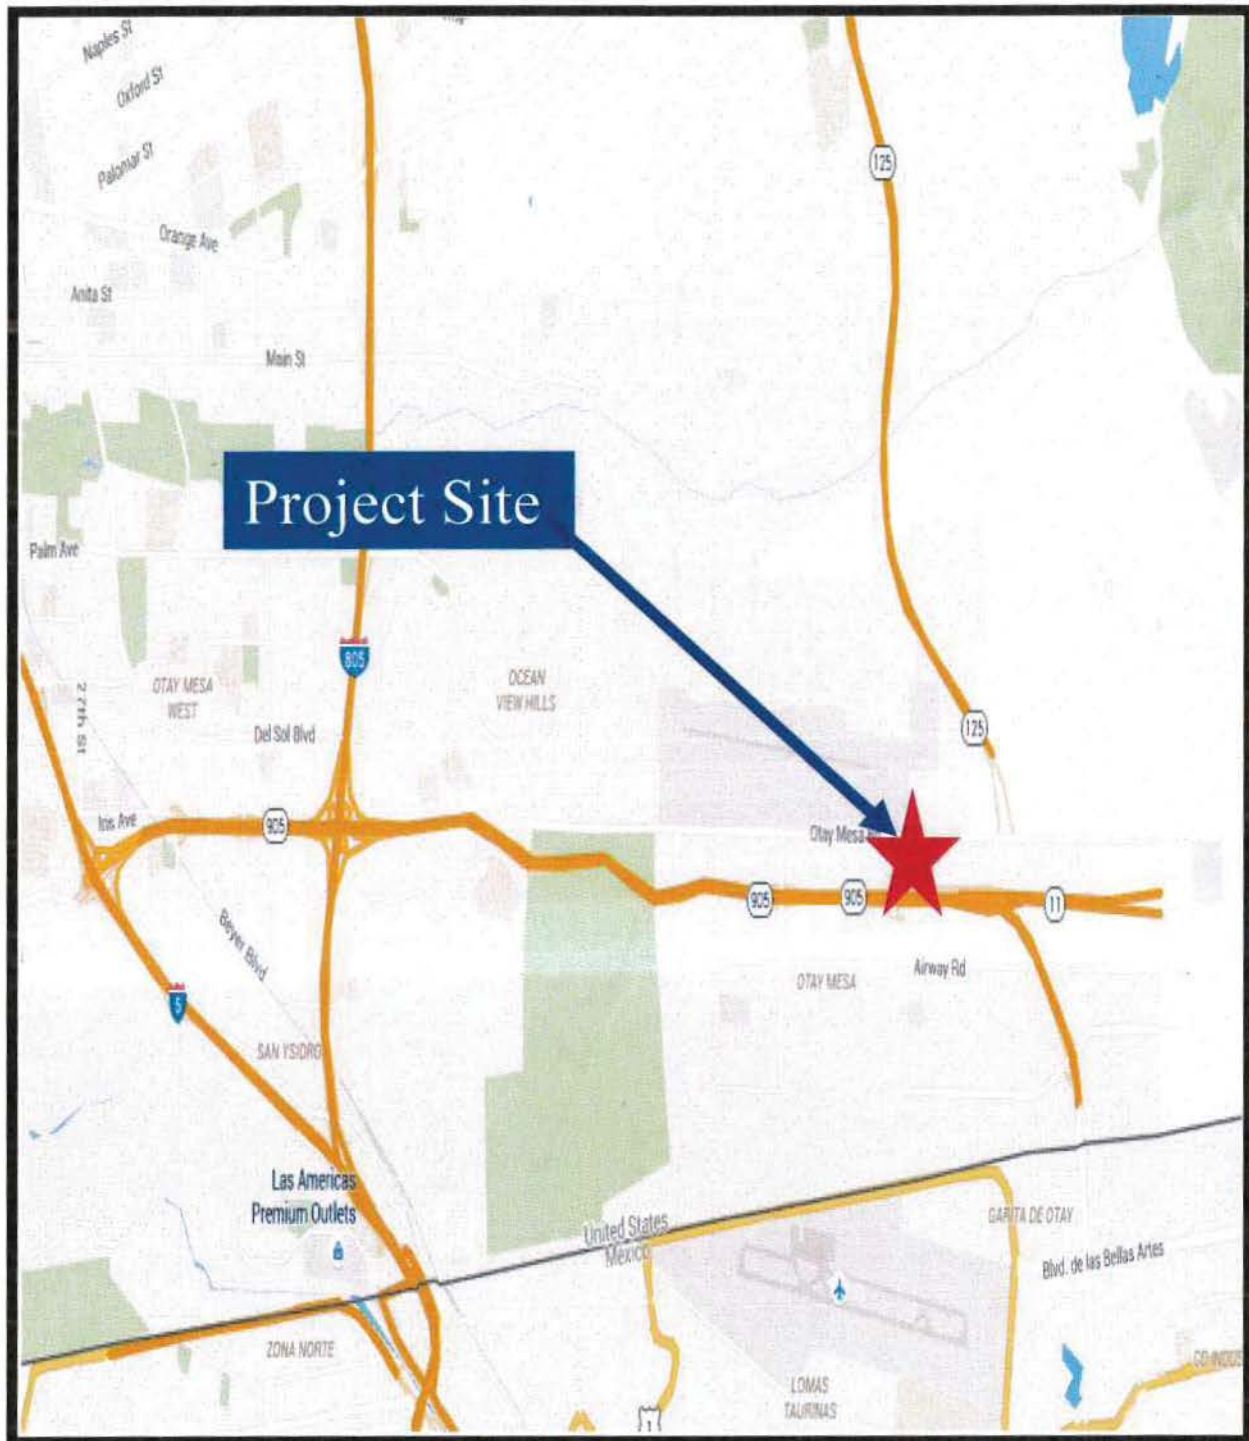 Naples St
Oxford St
Palomar St
Orange Ave
Anita St
Main St
125
Project Site
Palm Ave
805
27th St
OTAY MESA
WEST
OCEAN
VIEW HILLS
Del Sol Blvd
125
Iris Ave
905
Otay Mesa
905
905
11
Beyer Blvd
Airway Rd
OTAY MESA
5
SAN YSIDRO
Las Americas
Premium Outlets
United States
Mexico
GARITA DE OTAY
Blvd. de las Bellas Artes
ZONA NORTE
LOMAS
TAURINAS
1